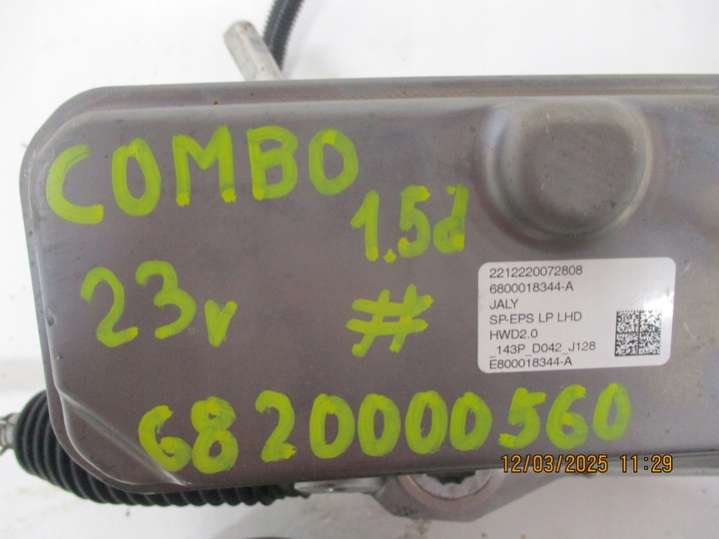 COMBO
1.5d
23v #
6820000560
2212220072808
6800018344-A
JALY
SP-EPS LP LHD
HWD2.0
_143P_D042_J128
E800018344-A
12/03/2025 11:29